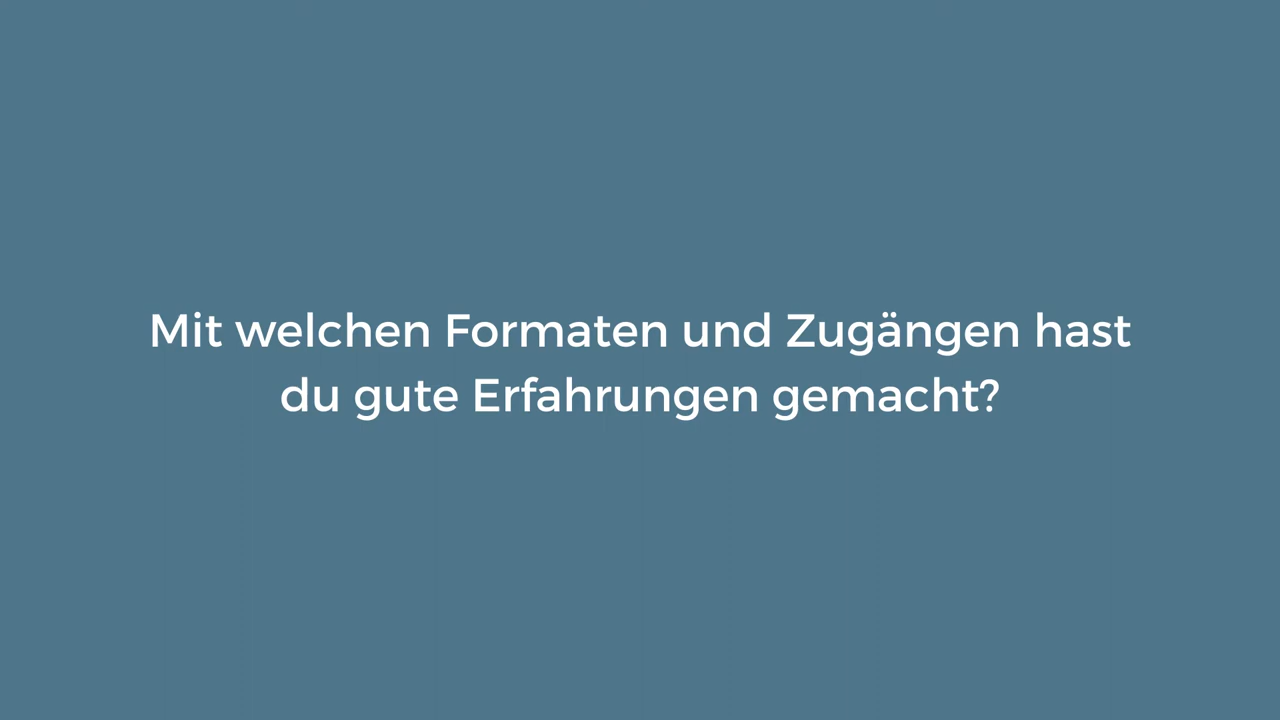 Mit welchen Formaten und Zugängen hast
du gute Erfahrungen gemacht?